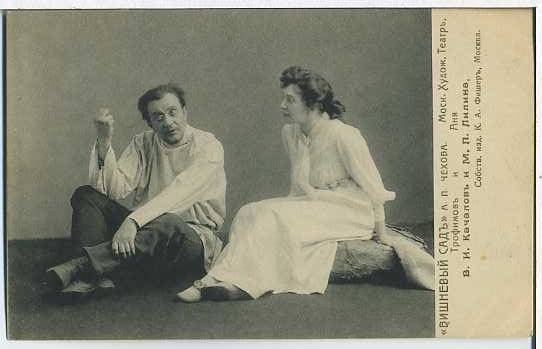 «ВИШНЕВЫЙ САДЪ» А. П. ЧЕХОВА. Моск. Худож. Театръ.
Трофимовъ и Аня
В. И. Качаловъ и М. П. Лилина.
Собств. изд. К. А. Фишеръ, Москва.